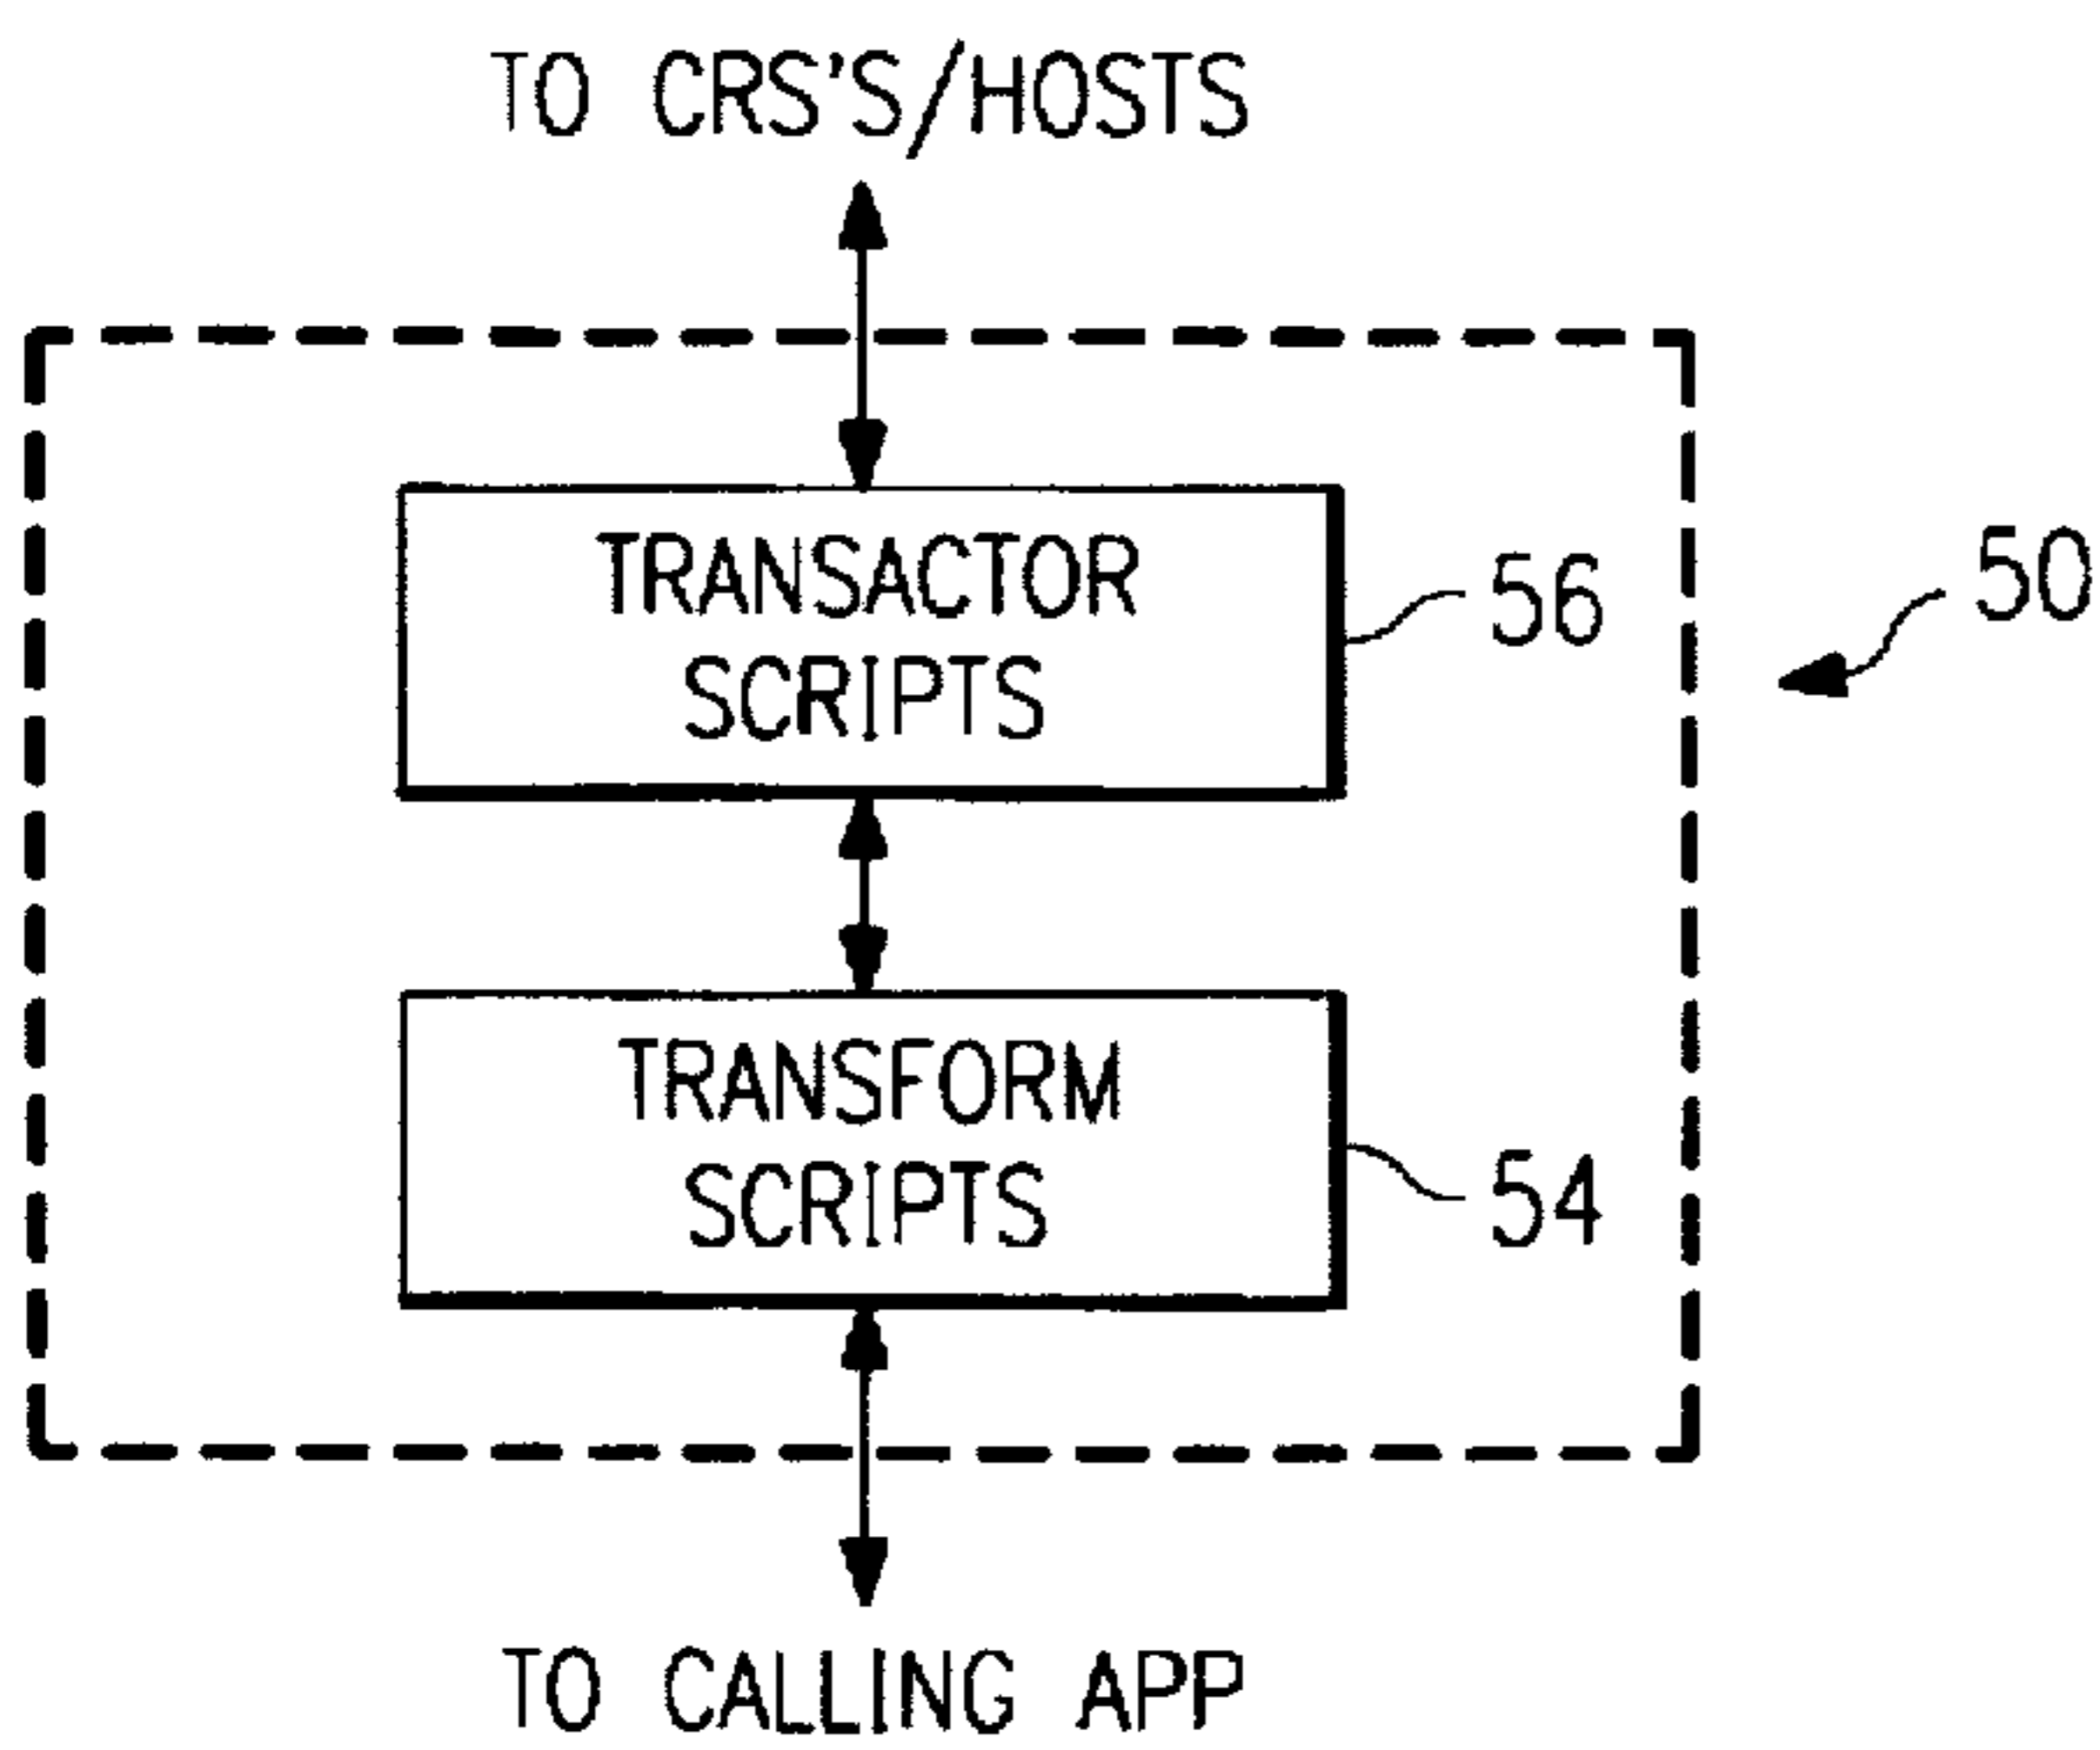 TO CRS'S/HOSTS
TRANSACTOR
SCRIPTS
56
50
TRANSFORM
SCRIPTS
54
TO CALLING APP